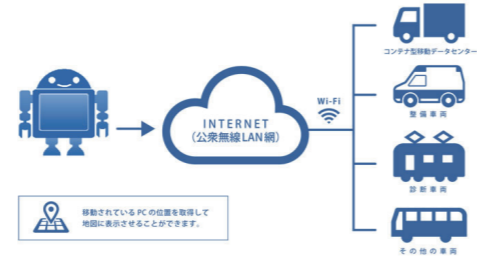 コンテナ型移動データセンター
Wi-Fi
INTERNET
（公衆無線LAN網）
整備車両
診断車両
移動されているPCの位置を取得して
地図に表示させることができます。
その他の車両